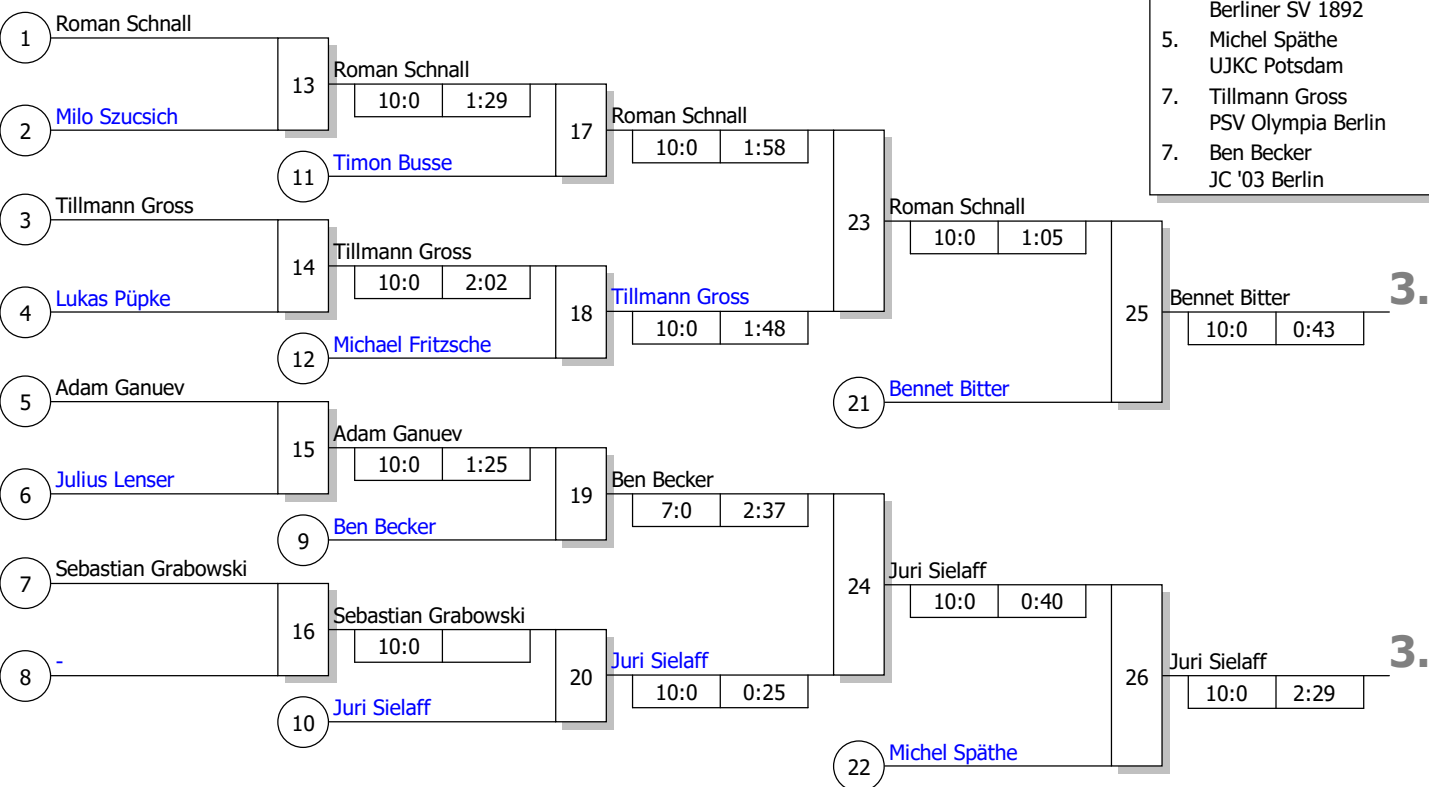 Berliner SV 1892
5. Michel Späthe
UJKC Potsdam
7. Tillmann Gross
PSV Olympia Berlin
7. Ben Becker
JC '03 Berlin
1 Roman Schnall
13 Roman Schnall
10:0 1:29
2 Milo Szucsich
17 Roman Schnall
10:0 1:58
11 Timon Busse
3 Tillmann Gross
23 Roman Schnall
10:0 1:05
14 Tillmann Gross
10:0 2:02
4 Lukas Püpke
18 Tillmann Gross
10:0 1:48
12 Michael Fritzsche
25 Bennet Bitter 3.
10:0 0:43
5 Adam Ganuev
21 Bennet Bitter
15 Adam Ganuev
10:0 1:25
6 Julius Lenser
19 Ben Becker
7:0 2:37
9 Ben Becker
7 Sebastian Grabowski
24 Juri Sielaff
10:0 0:40
16 Sebastian Grabowski
10:0
8 -
20 Juri Sielaff
10:0 0:25
10 Juri Sielaff
26 Juri Sielaff 3.
10:0 2:29
22 Michel Späthe